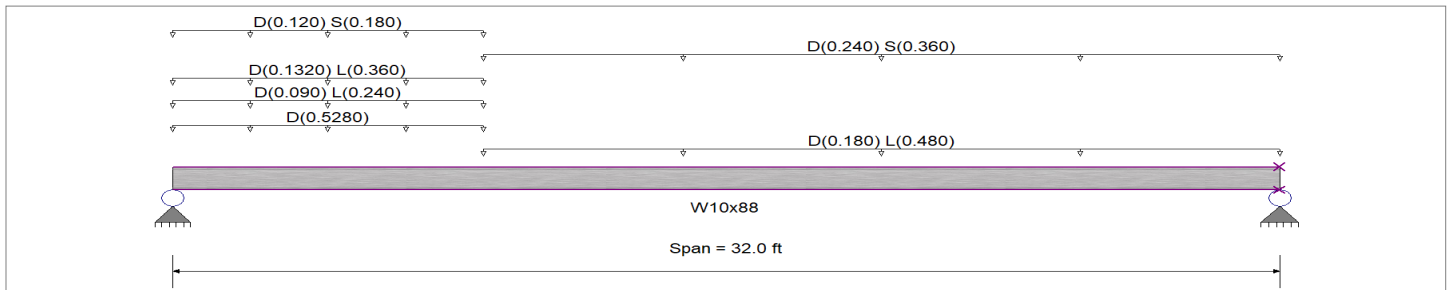 D(0.120) S(0.180)
D(0.240) S(0.360)
D(0.1320) L(0.360)
D(0.090) L(0.240)
D(0.5280)
D(0.180) L(0.480)
W10x88
Span = 32.0 ft